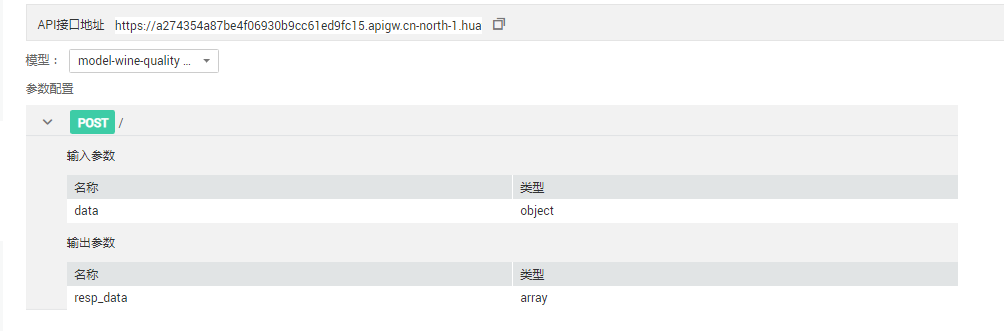 API接口地址 https://a274354a87be4f06930b9cc61ed9fc15.apigw.cn-north-1.hua
模型： model-wine-quality ...
参数配置
POST /
输入参数
名称 类型
data object
输出参数
名称 类型
resp_data array